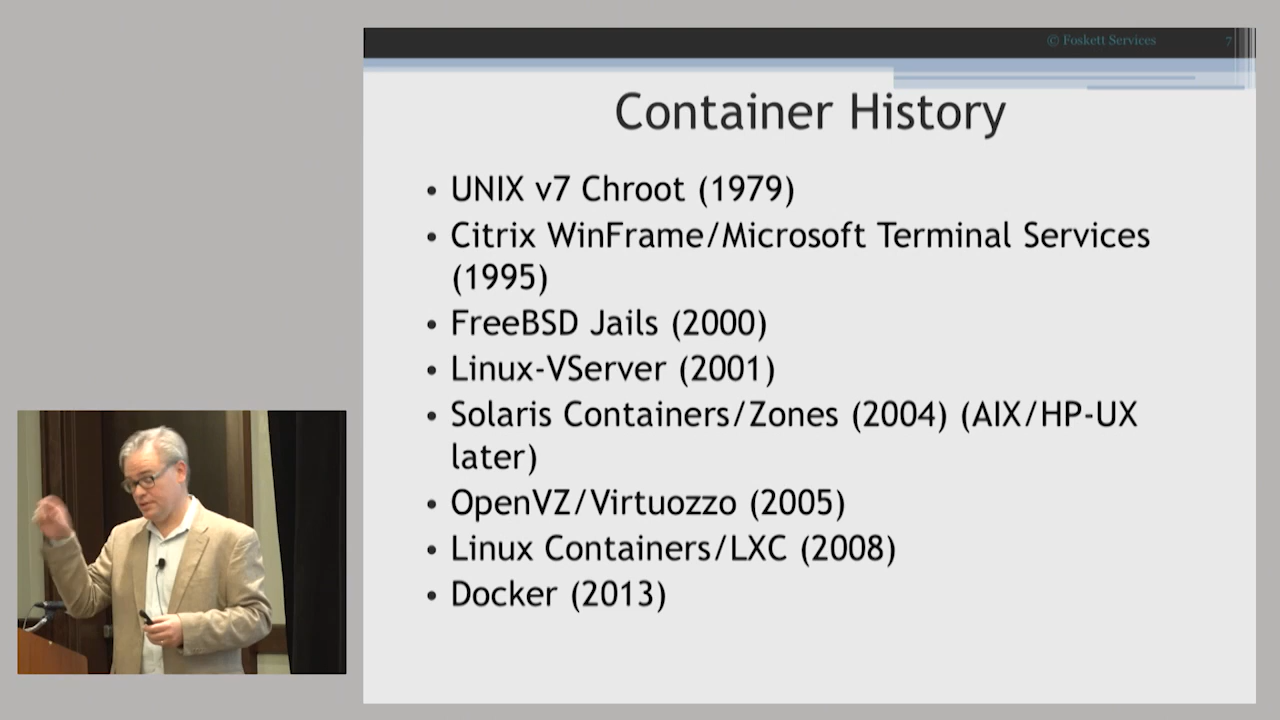 © Foskett Services 7
Container History
• UNIX v7 Chroot (1979)
• Citrix WinFrame/Microsoft Terminal Services
(1995)
• FreeBSD Jails (2000)
• Linux-VServer (2001)
• Solaris Containers/Zones (2004) (AIX/HP-UX
later)
• OpenVZ/Virtuozzo (2005)
• Linux Containers/LXC (2008)
• Docker (2013)